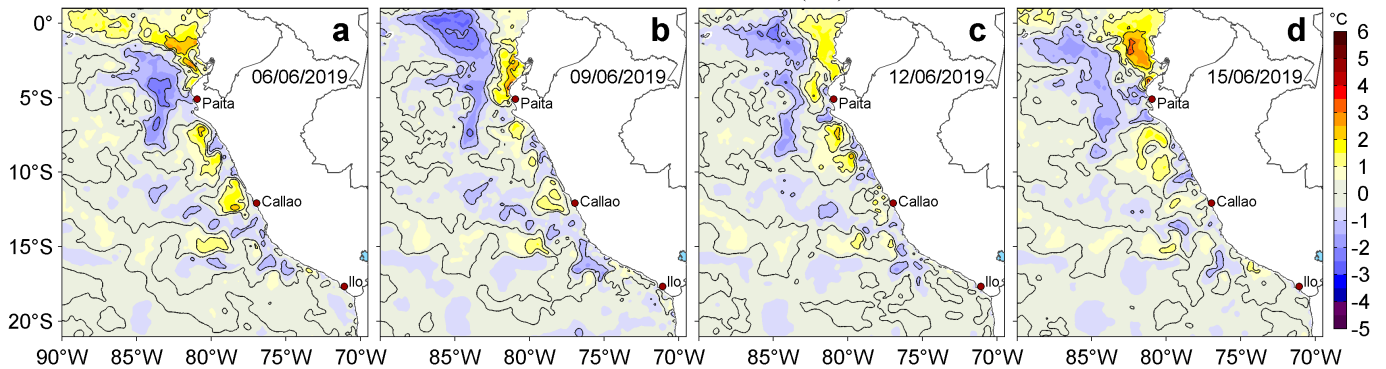 a b c d
°C
0°
06/06/2019 09/06/2019 12/06/2019 15/06/2019
5°S
Paita Paita Paita Paita
10°S
Callao Callao Callao Callao
15°S
Ilo Ilo Ilo Ilo
20°S
90°W 85°W 80°W 75°W 70°W 85°W 80°W 75°W 70°W 85°W 80°W 75°W 70°W 85°W 80°W 75°W 70°W
6
5
4
3
2
1
0
-1
-2
-3
-4
-5